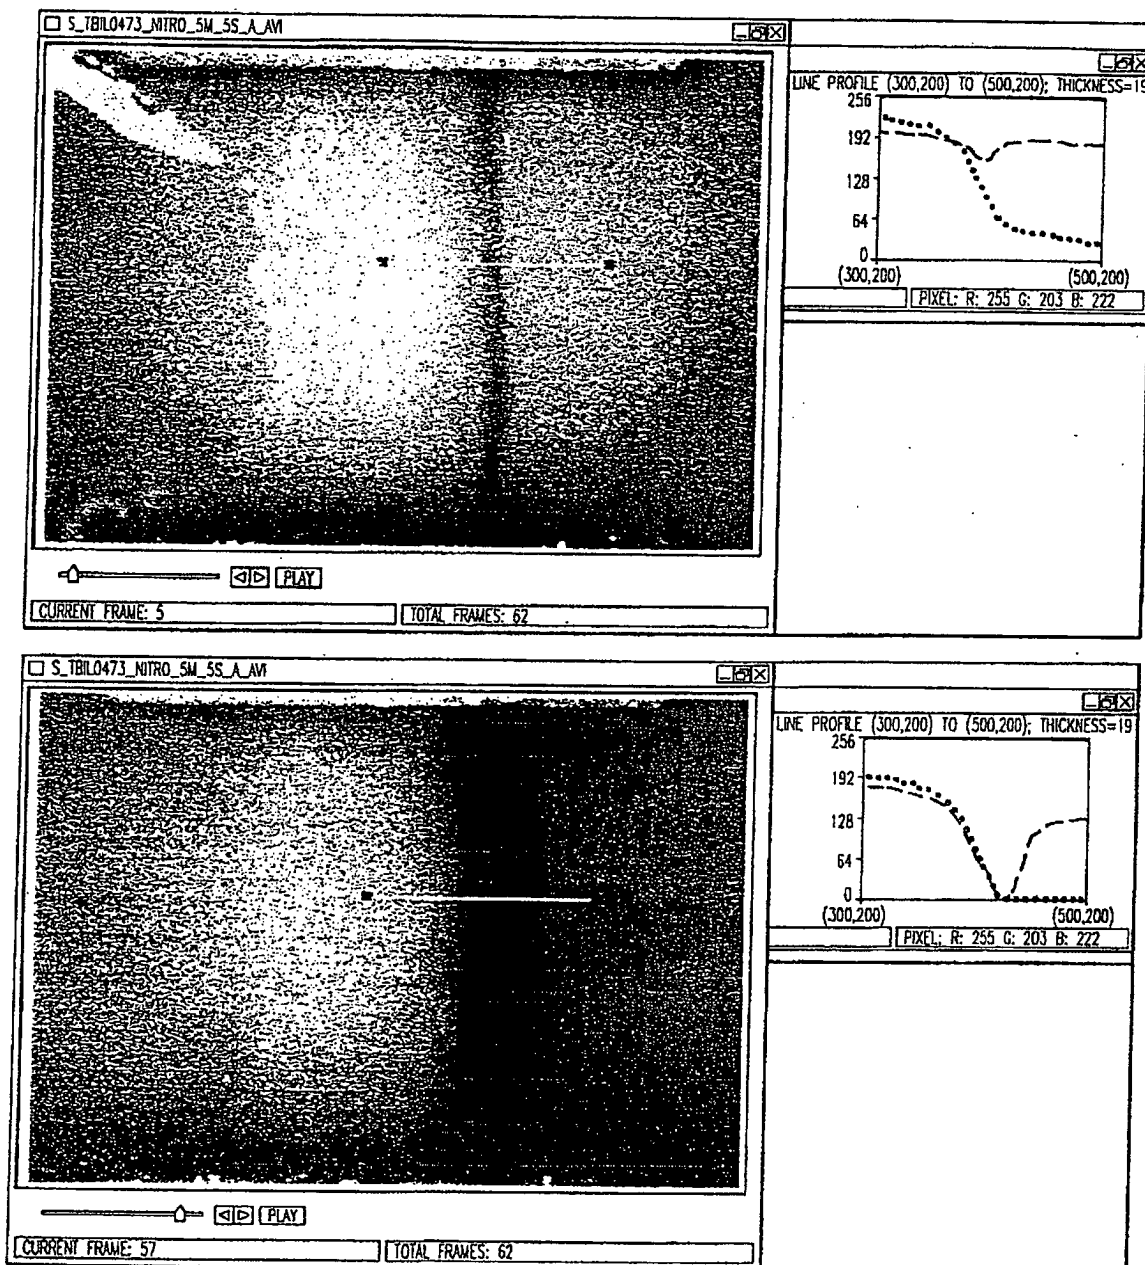 S_TBIL0473_NITRO_5M_5S_A_AVI
LINE PROFILE (300,200) TO (500,200); THICKNESS=19
256
192
128
64
0
(300,200) (500,200)
PIXEL: R: 255 G: 203 B: 222
PLAY
CURRENT FRAME: 5 TOTAL FRAMES: 62
S_TBIL0473_NITRO_5M_5S_A_AVI
LINE PROFILE (300,200) TO (500,200); THICKNESS=19
256
192
128
64
0
(300,200) (500,200)
PIXEL: R: 255 G: 203 B: 222
PLAY
CURRENT FRAME: 57 TOTAL FRAMES: 62